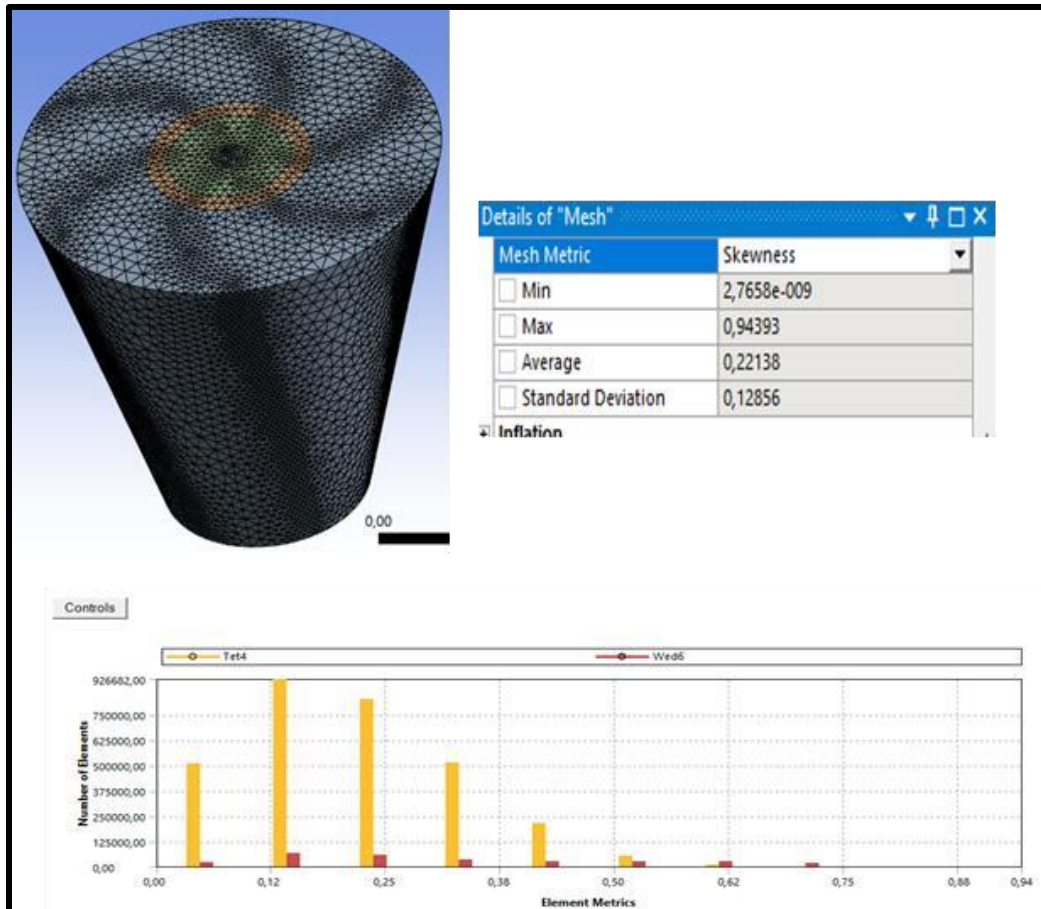 0,00
Details of "Mesh"
Mesh Metric Skewness
Min 2,7658e-009
Max 0,94393
Average 0,22138
Standard Deviation 0,12856
Inflation
Controls
Tet4 Wed6
Number of Elements
926682,00
750000,00
625000,00
500000,00
375000,00
250000,00
125000,00
0,00
0,00 0,12 0,25 0,38 0,50 0,62 0,75 0,88 0,94
Element Metrics